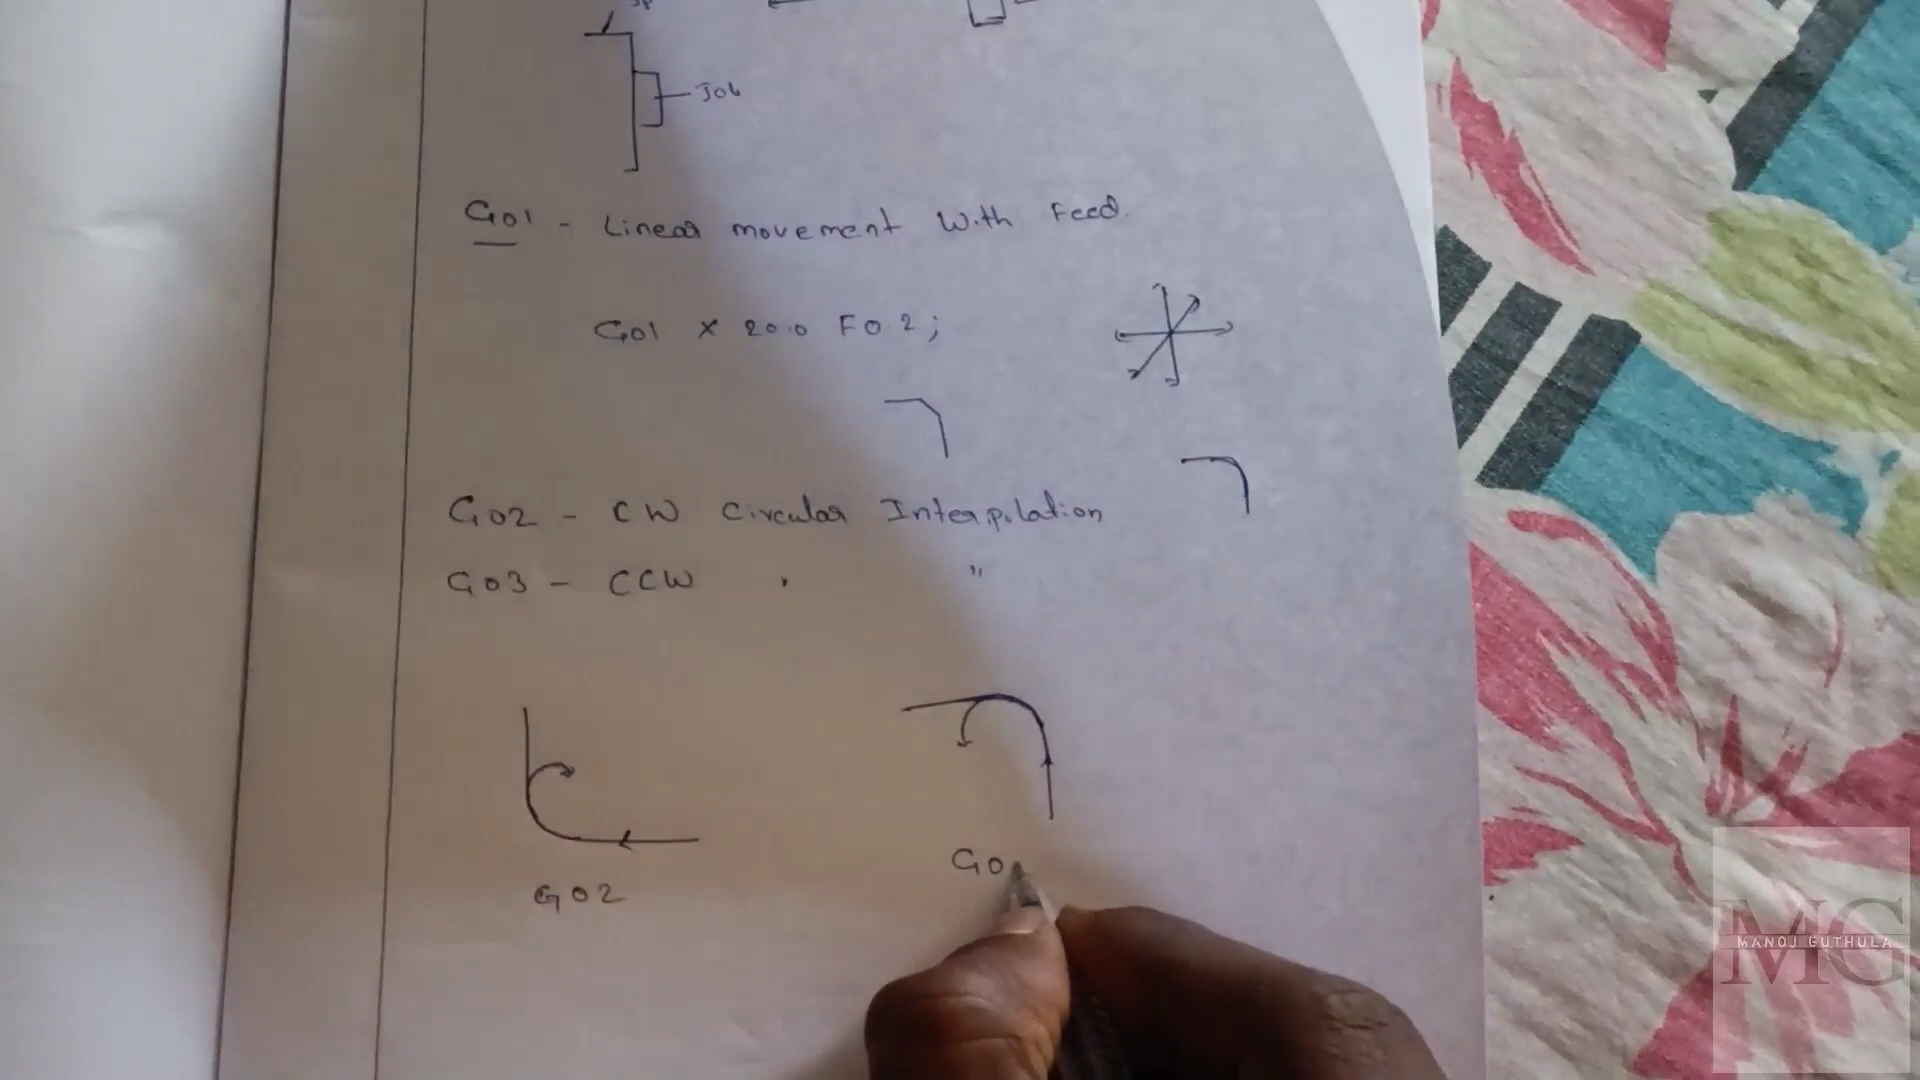 Job
G01 - Linear movement With Feed.
G01 X 20.0 F0.2;
G02 - CW Circular Interpolation
G03 - CCW " "
G02
G0
MG
MANOJ GUTHULA